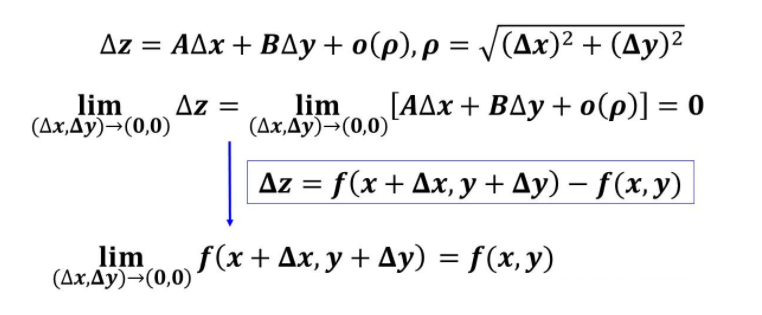 Δz = AΔx + BΔy + o(ρ), ρ = √((Δx)² + (Δy)²)
lim_{(Δx,Δy)→(0,0)} Δz = lim_{(Δx,Δy)→(0,0)} [AΔx + BΔy + o(ρ)] = 0
Δz = f(x + Δx, y + Δy) − f(x, y)
lim_{(Δx,Δy)→(0,0)} f(x + Δx, y + Δy) = f(x, y)